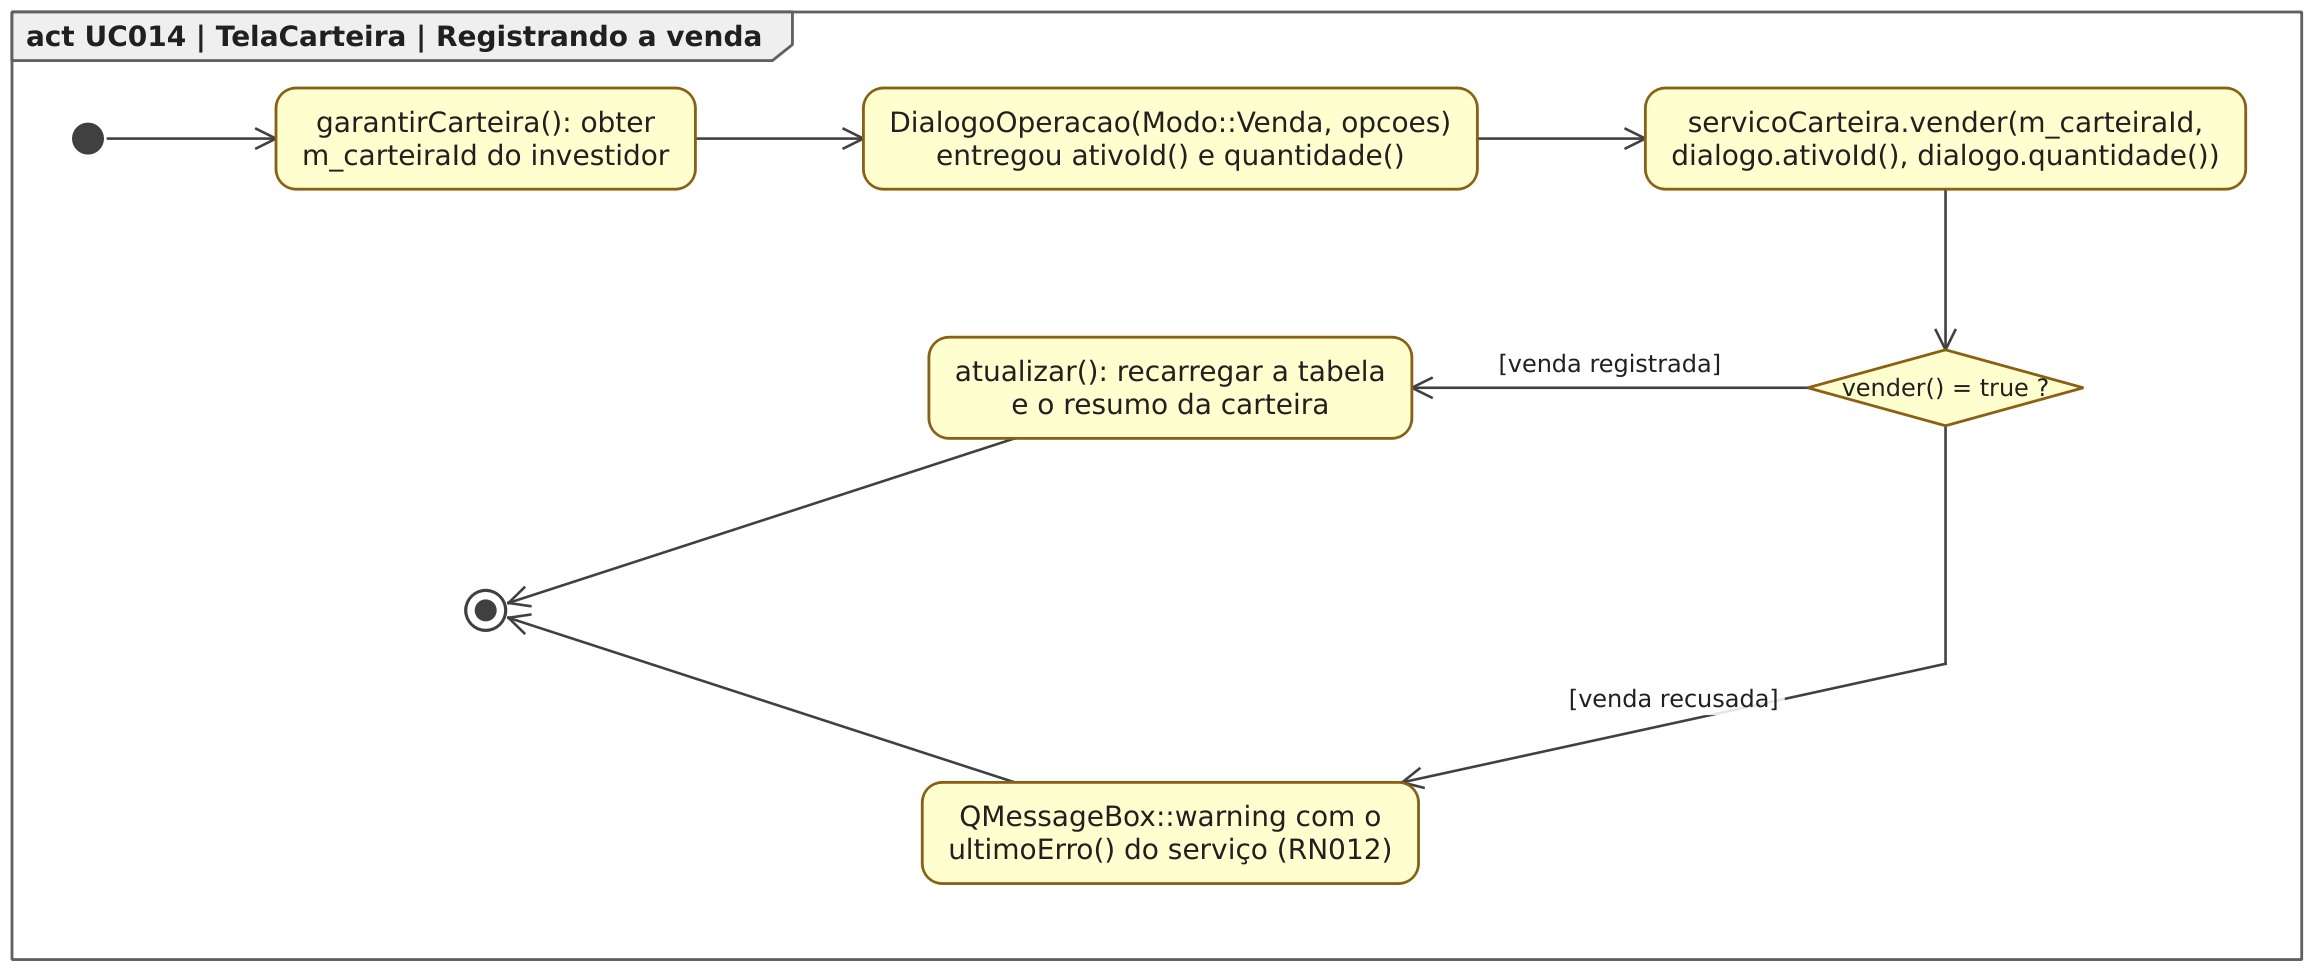 act UC014 | TelaCarteira | Registrando a venda
garantirCarteira(): obter
m_carteiraId do investidor
DialogoOperacao(Modo::Venda, opcoes)
entregou ativoId() e quantidade()
servicoCarteira.vender(m_carteiraId,
dialogo.ativoId(), dialogo.quantidade())
atualizar(): recarregar a tabela
e o resumo da carteira
[venda registrada]
vender() = true ?
[venda recusada]
QMessageBox::warning com o
ultimoErro() do serviço (RN012)